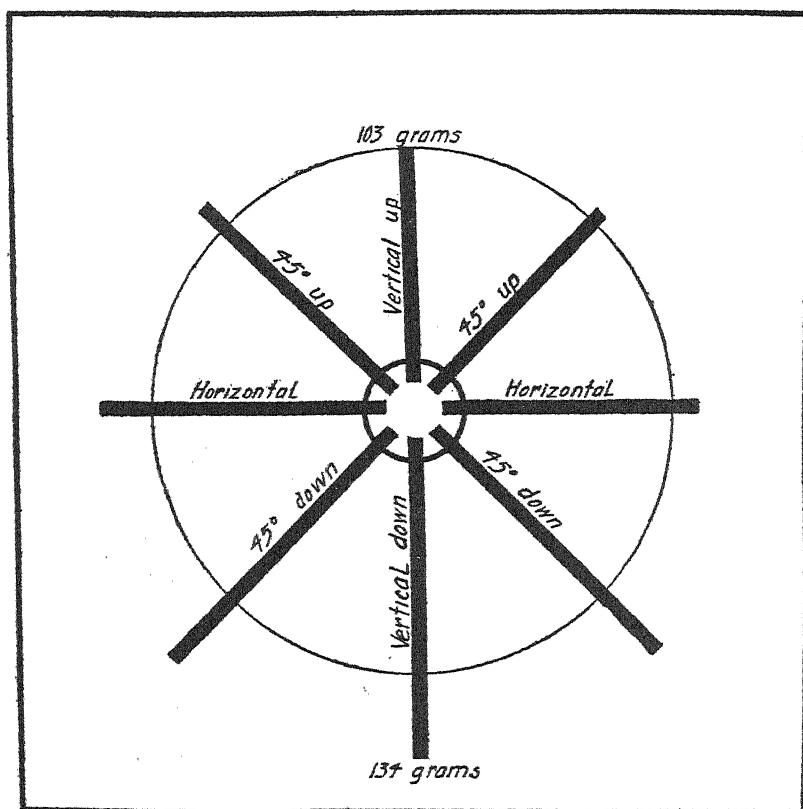 103 grams
Vertical up
45° up
45° up
Horizontal
Horizontal
45° down
Vertical down
45° down
134 grams